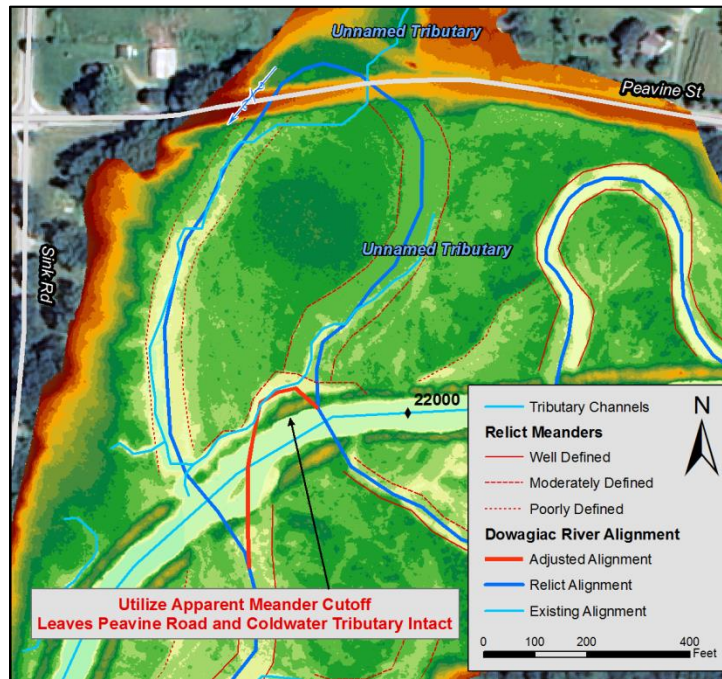 Unnamed Tributary
Peavine St
Sink Rd
Unnamed Tributary
22000
Utilize Apparent Meander Cutoff
Leaves Peavine Road and Coldwater Tributary Intact
Tributary Channels
Relict Meanders
Well Defined
Moderately Defined
Poorly Defined
Dowagiac River Alignment
Adjusted Alignment
Relict Alignment
Existing Alignment
N
0 100 200 400
Feet